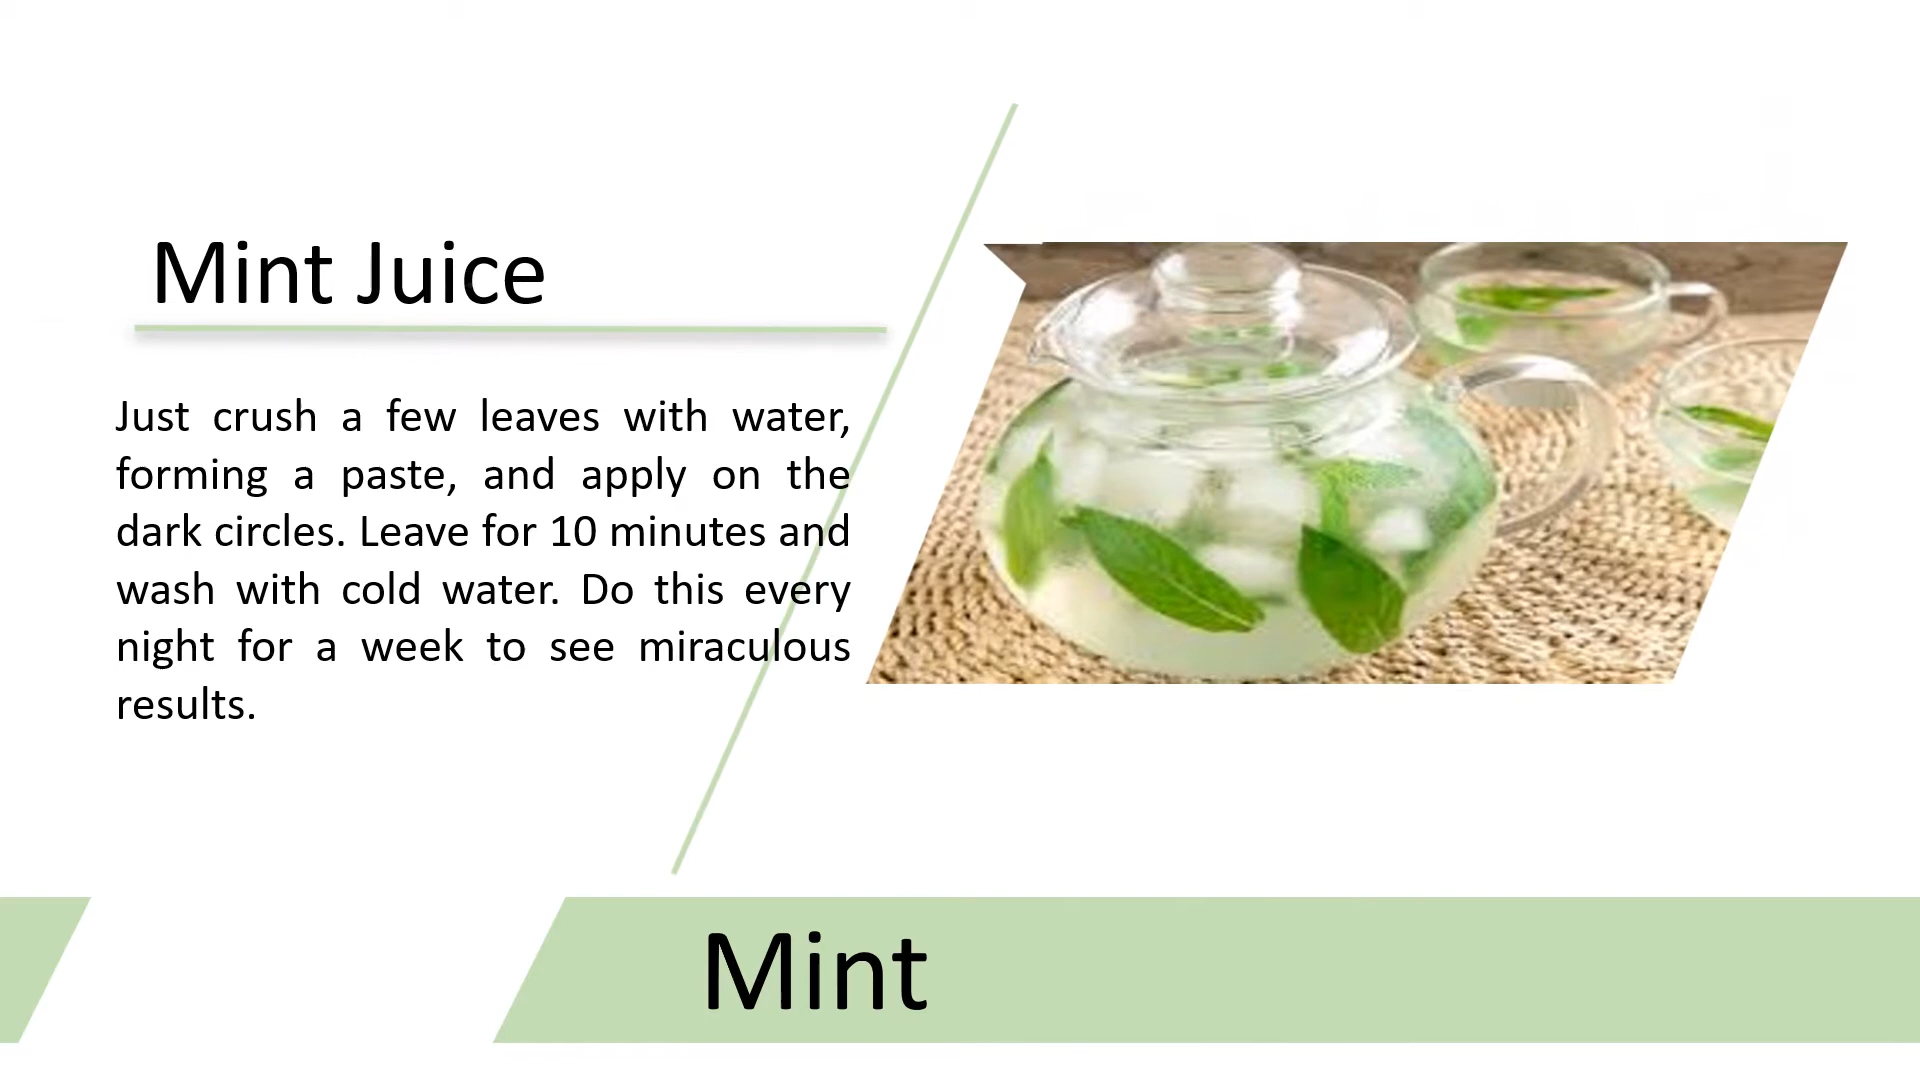 Mint Juice
Just crush a few leaves with water,
forming a paste, and apply on the
dark circles. Leave for 10 minutes and
wash with cold water. Do this every
night for a week to see miraculous
results.
Mint